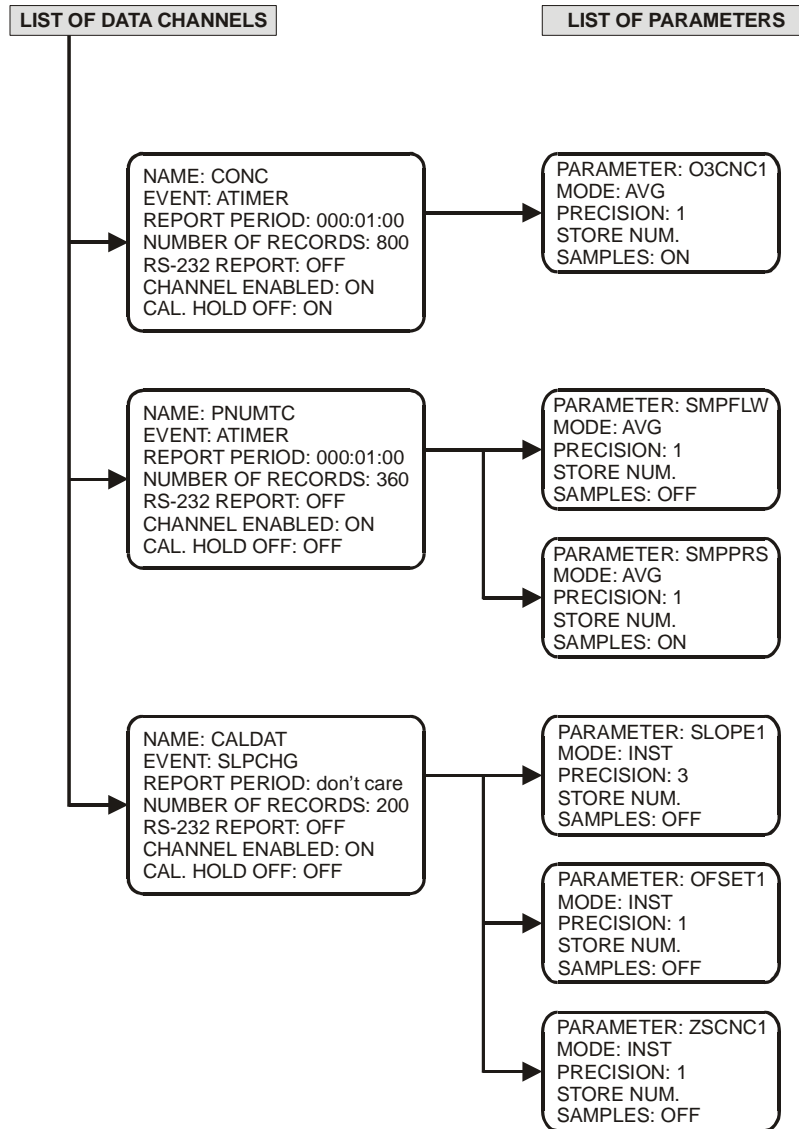 LIST OF DATA CHANNELS
LIST OF PARAMETERS
NAME: CONC
EVENT: ATIMER
REPORT PERIOD: 000:01:00
NUMBER OF RECORDS: 800
RS-232 REPORT: OFF
CHANNEL ENABLED: ON
CAL. HOLD OFF: ON
PARAMETER: O3CNC1
MODE: AVG
PRECISION: 1
STORE NUM.
SAMPLES: ON
NAME: PNUMTC
EVENT: ATIMER
REPORT PERIOD: 000:01:00
NUMBER OF RECORDS: 360
RS-232 REPORT: OFF
CHANNEL ENABLED: ON
CAL. HOLD OFF: OFF
PARAMETER: SMPFLW
MODE: AVG
PRECISION: 1
STORE NUM.
SAMPLES: OFF
PARAMETER: SMPPRS
MODE: AVG
PRECISION: 1
STORE NUM.
SAMPLES: ON
NAME: CALDAT
EVENT: SLPCHG
REPORT PERIOD: don't care
NUMBER OF RECORDS: 200
RS-232 REPORT: OFF
CHANNEL ENABLED: ON
CAL. HOLD OFF: OFF
PARAMETER: SLOPE1
MODE: INST
PRECISION: 3
STORE NUM.
SAMPLES: OFF
PARAMETER: OFSET1
MODE: INST
PRECISION: 1
STORE NUM.
SAMPLES: OFF
PARAMETER: ZSCNC1
MODE: INST
PRECISION: 1
STORE NUM.
SAMPLES: OFF